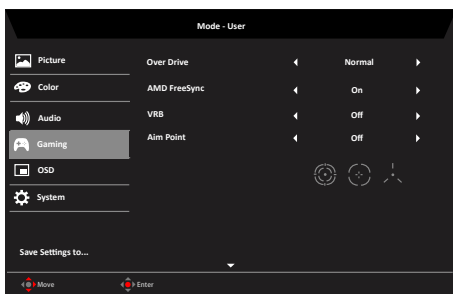 Mode - User
Picture
Over Drive Normal
Color
AMD FreeSync On
Audio
VRB Off
Gaming
Aim Point Off
OSD
System
Save Settings to...
Move Enter